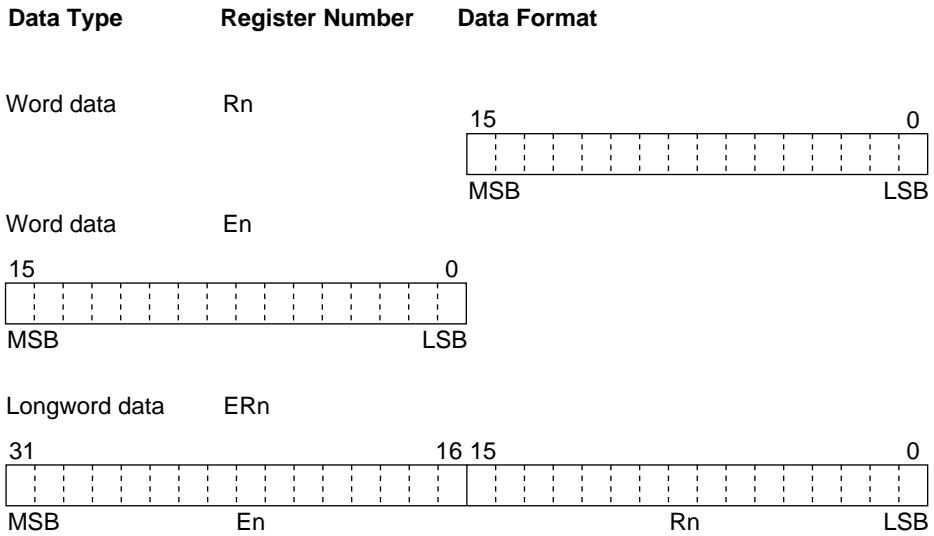 Data Type Register Number Data Format
Word data Rn
15 0
MSB LSB
Word data En
15 0
MSB LSB
Longword data ERn
31 16 15 0
MSB En Rn LSB